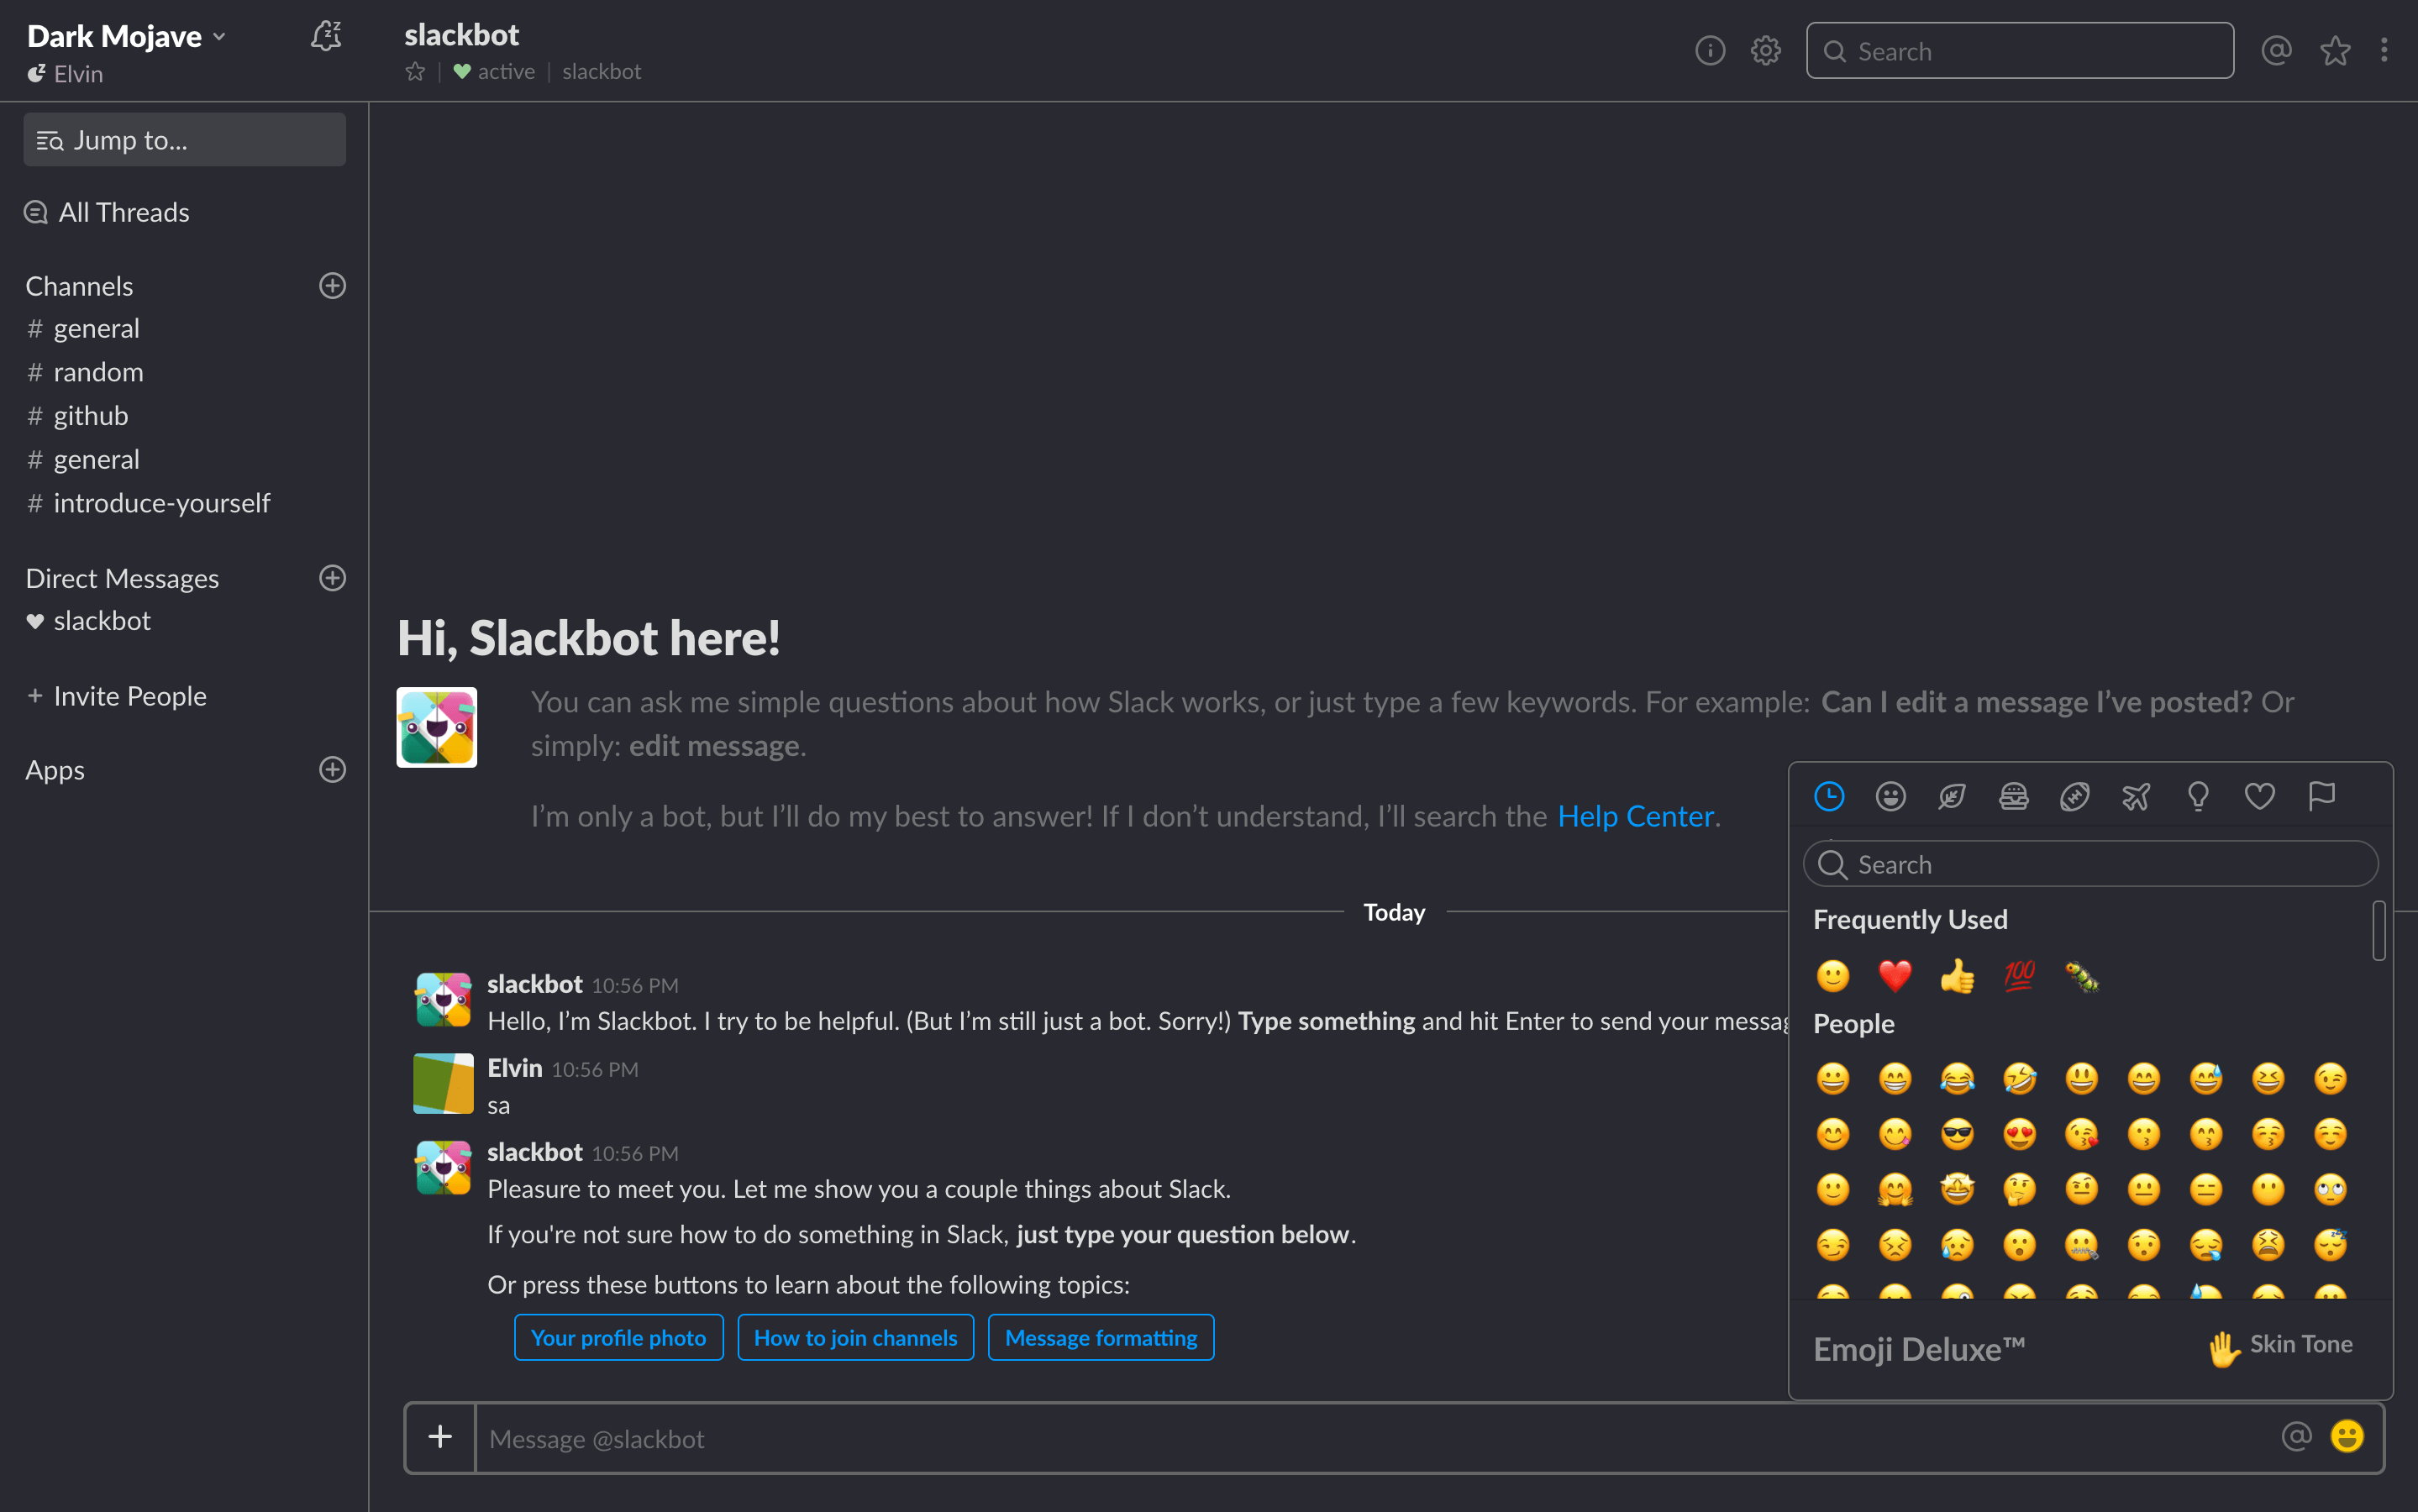 Dark Mojave
Elvin
slackbot
active | slackbot
Search
Jump to...
All Threads
Channels
# general
# random
# github
# general
# introduce-yourself
Direct Messages
slackbot
+ Invite People
Apps
Hi, Slackbot here!
You can ask me simple questions about how Slack works, or just type a few keywords. For example: Can I edit a message I’ve posted? Or
simply: edit message.
I’m only a bot, but I’ll do my best to answer! If I don’t understand, I’ll search the Help Center.
Today
slackbot 10:56 PM
Hello, I’m Slackbot. I try to be helpful. (But I’m still just a bot. Sorry!) Type something and hit Enter to send your messag
Elvin 10:56 PM
sa
slackbot 10:56 PM
Pleasure to meet you. Let me show you a couple things about Slack.
If you're not sure how to do something in Slack, just type your question below.
Or press these buttons to learn about the following topics:
Your profile photo
How to join channels
Message formatting
Search
Frequently Used
100
People
Emoji Deluxe™
Skin Tone
+ Message @slackbot
@